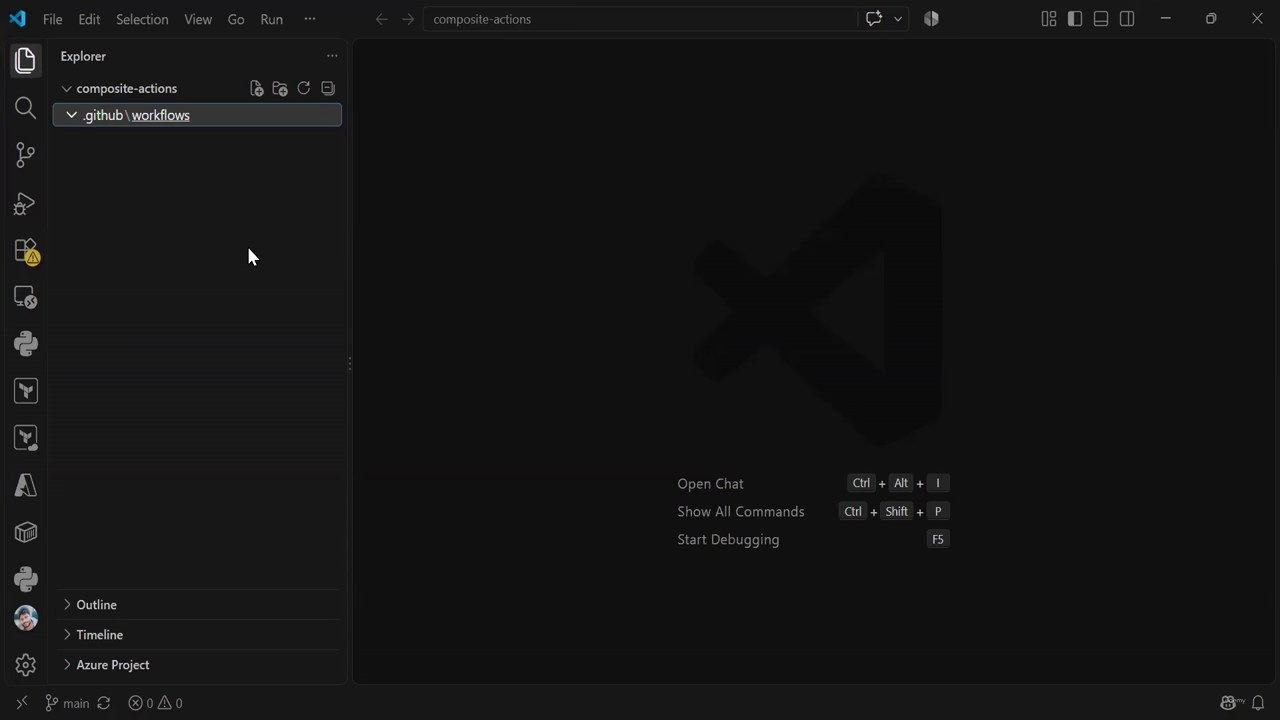 File Edit Selection View Go Run ···
composite-actions
Explorer ···
composite-actions
.github\workflows
Open Chat Ctrl + Alt + I
Show All Commands Ctrl + Shift + P
Start Debugging F5
Outline
Timeline
Azure Project
main 0 0